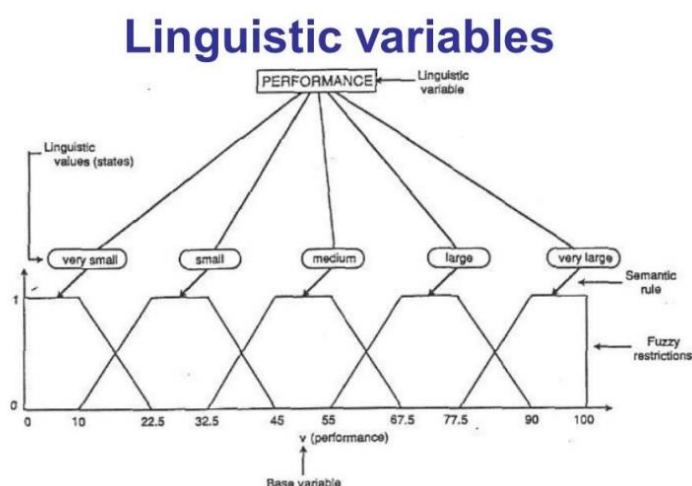 Linguistic variables
PERFORMANCE
Linguistic
variable
Linguistic
values (states)
very small
small
medium
large
very large
Semantic
rule
1
Fuzzy
restrictions
0
0 10 22.5 32.5 45 55 67.5 77.5 90 100
v (performance)
Base variable